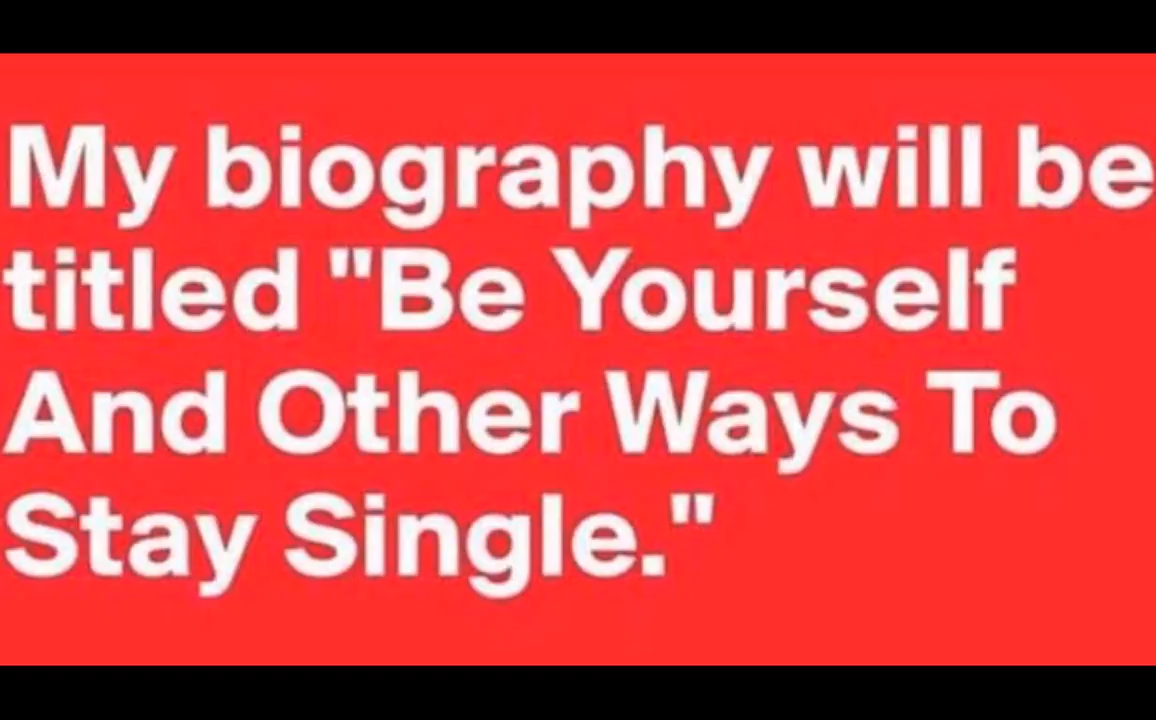 My biography will be
titled "Be Yourself
And Other Ways To
Stay Single."